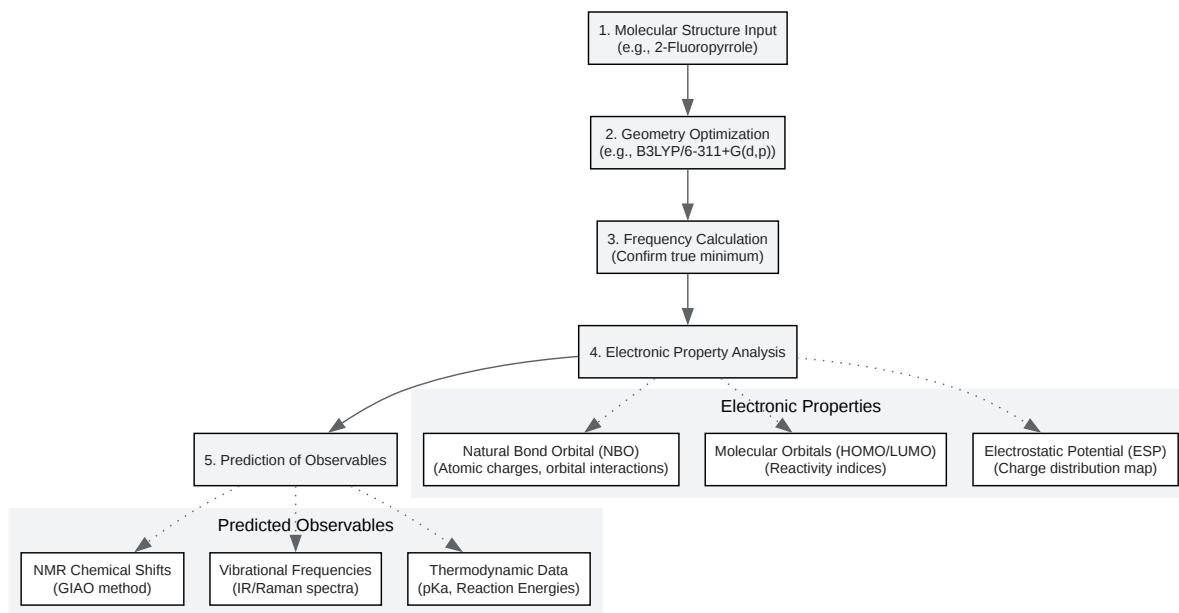 1. Molecular Structure Input
(e.g., 2-Fluoropyrrole)
2. Geometry Optimization
(e.g., B3LYP/6-311+G(d,p))
3. Frequency Calculation
(Confirm true minimum)
4. Electronic Property Analysis
Electronic Properties
Natural Bond Orbital (NBO)
(Atomic charges, orbital interactions)
Molecular Orbitals (HOMO/LUMO)
(Reactivity indices)
Electrostatic Potential (ESP)
(Charge distribution map)
5. Prediction of Observables
Predicted Observables
NMR Chemical Shifts
(GIAO method)
Vibrational Frequencies
(IR/Raman spectra)
Thermodynamic Data
(pKa, Reaction Energies)